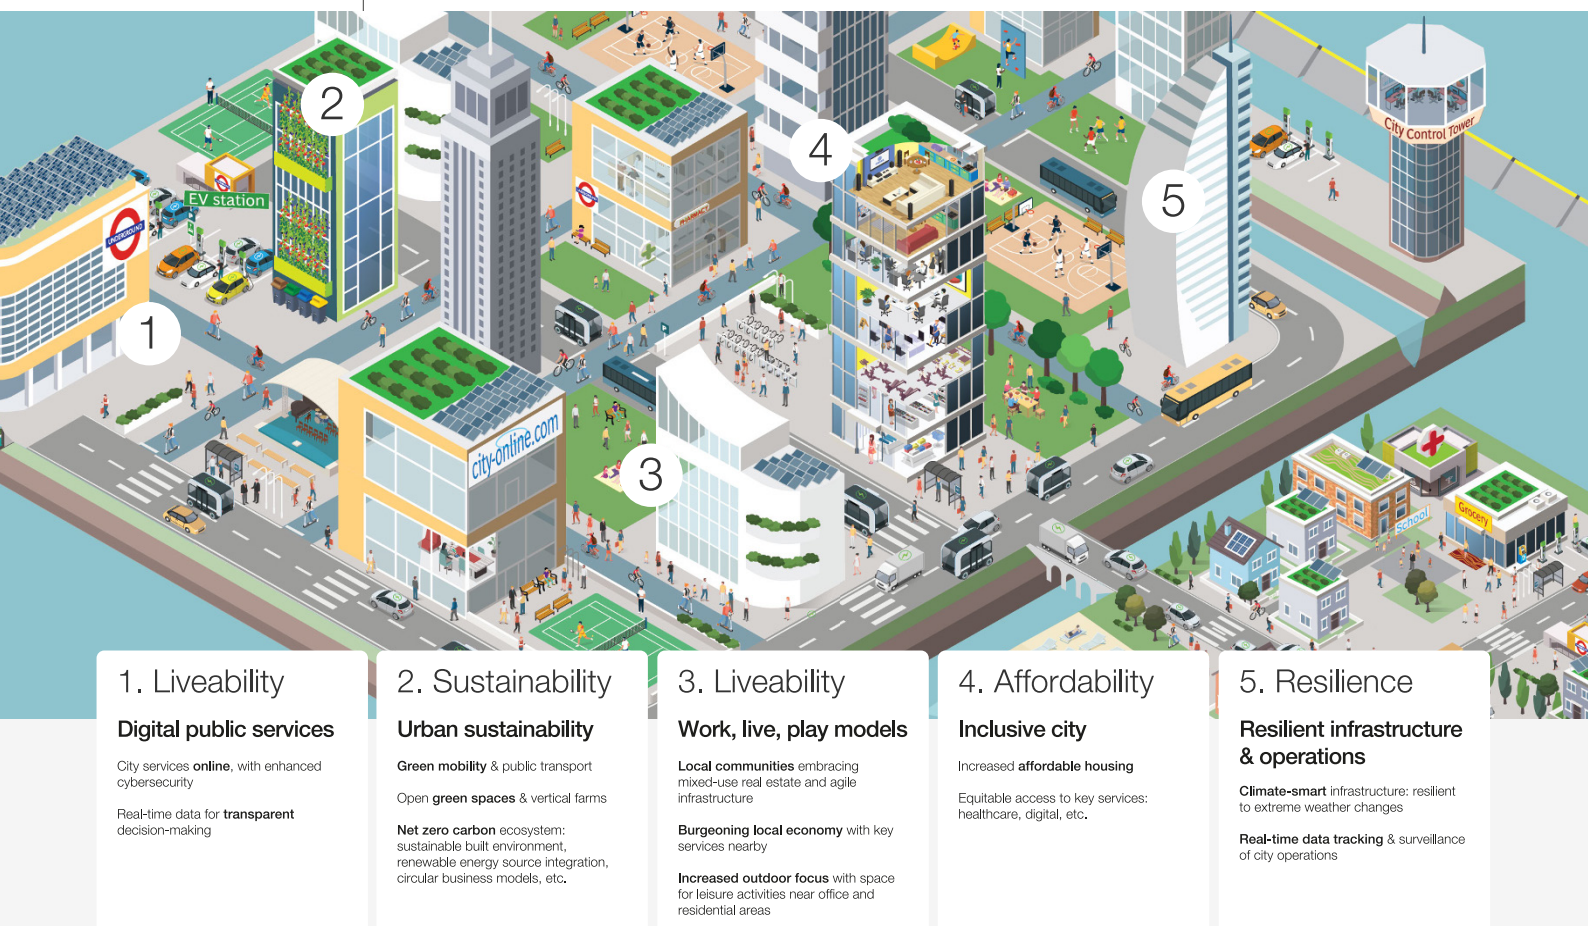 2
City Control Tower
4
5
EV station
UNDERGROUND
PHARMACY
1
city-online.com
3
Grocery
School
1. Liveability
Digital public services
City services online, with enhanced
cybersecurity
Real-time data for transparent
decision-making
2. Sustainability
Urban sustainability
Green mobility & public transport
Open green spaces & vertical farms
Net zero carbon ecosystem:
sustainable built environment,
renewable energy source integration,
circular business models, etc.
3. Liveability
Work, live, play models
Local communities embracing
mixed-use real estate and agile
infrastructure
Burgeoning local economy with key
services nearby
Increased outdoor focus with space
for leisure activities near office and
residential areas
4. Affordability
Inclusive city
Increased affordable housing
Equitable access to key services:
healthcare, digital, etc.
5. Resilience
Resilient infrastructure
& operations
Climate-smart infrastructure: resilient
to extreme weather changes
Real-time data tracking & surveillance
of city operations